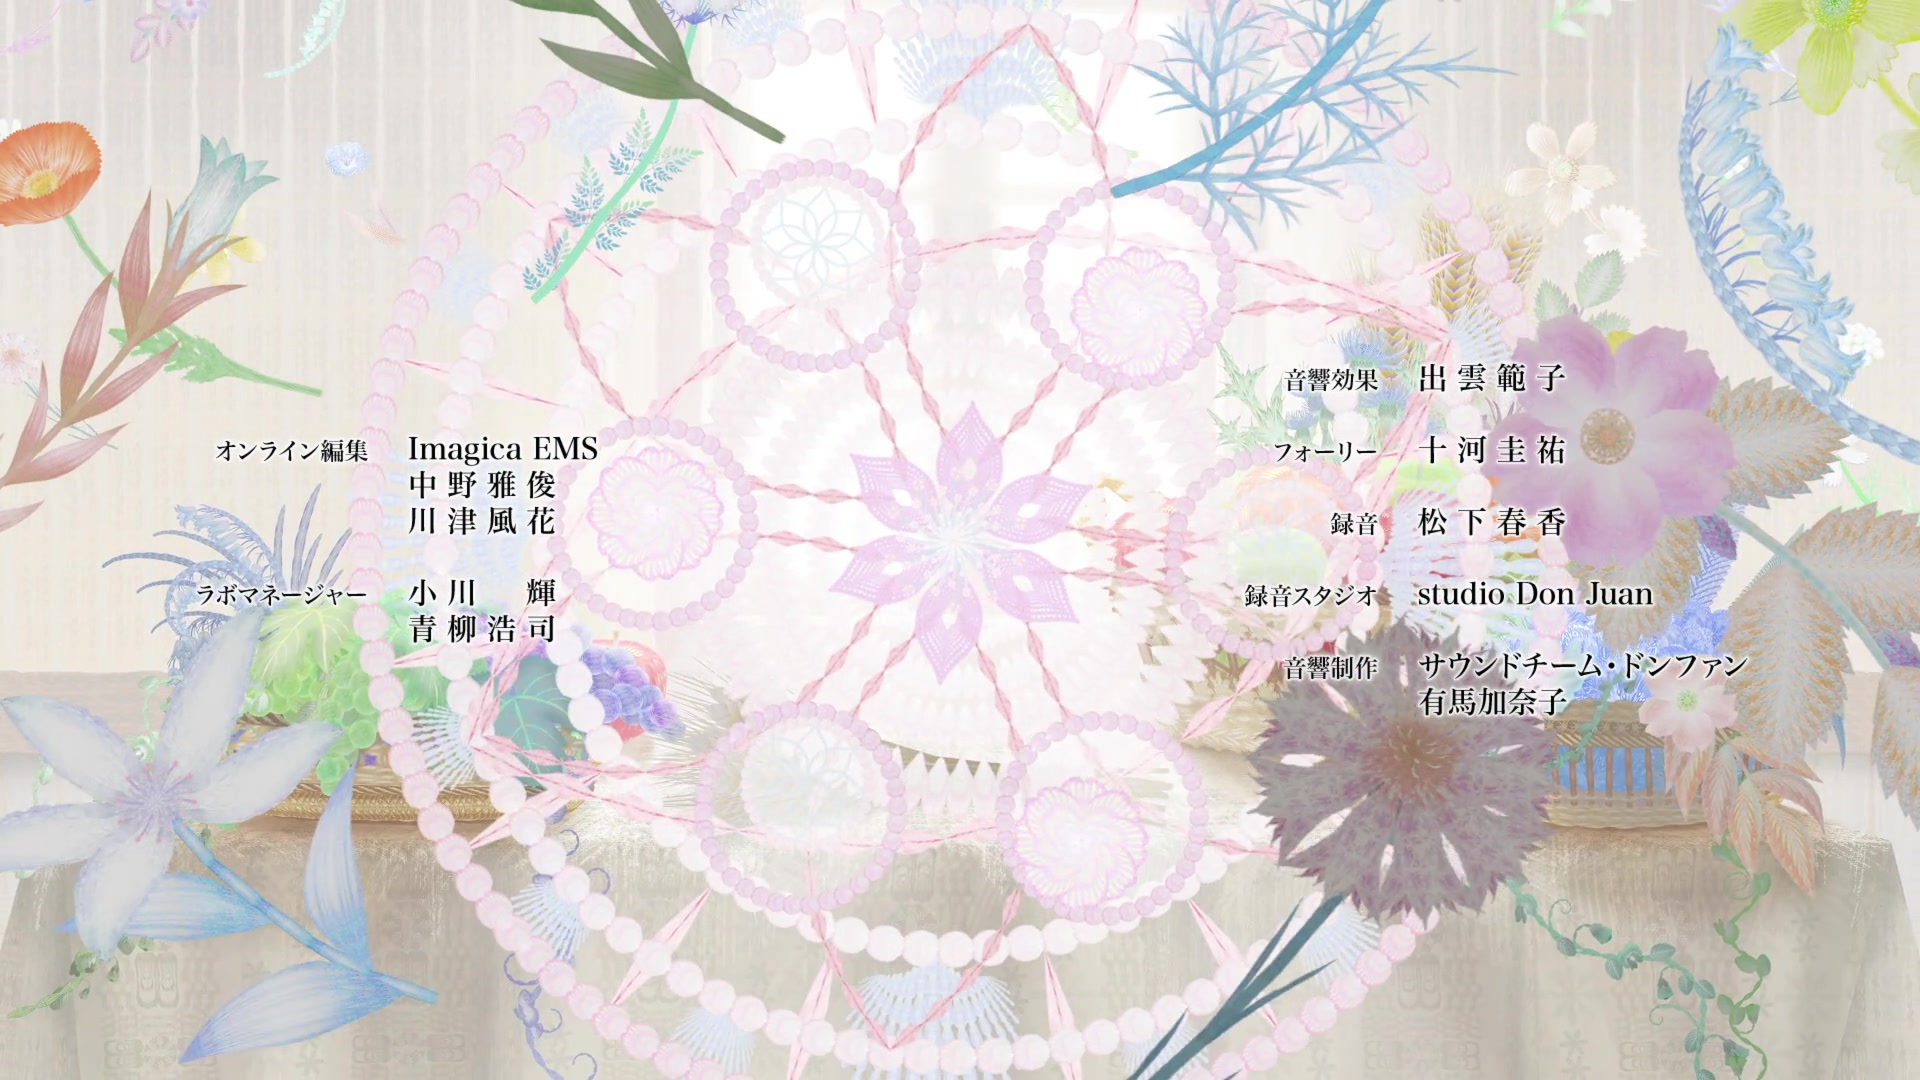 オンライン編集 Imagica EMS
中野雅俊
川津風花
ラボマネージャー 小川 輝
青柳浩司
音響効果 出雲範子
フォーリー 十河圭祐
録音 松下春香
録音スタジオ studio Don Juan
音響制作 サウンドチーム・ドンファン
有馬加奈子